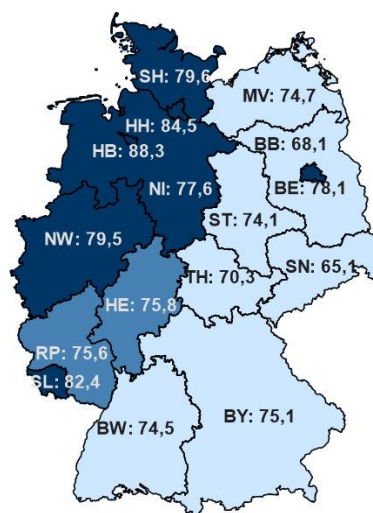 SH: 79,6
MV: 74,7
HH: 84,5
HB: 88,3
BB: 68,1
BE: 78,1
NI: 77,6
ST: 74,1
NW: 79,5
SN: 65,1
TH: 70,3
HE: 75,8
RP: 75,6
SL: 82,4
BW: 74,5
BY: 75,1